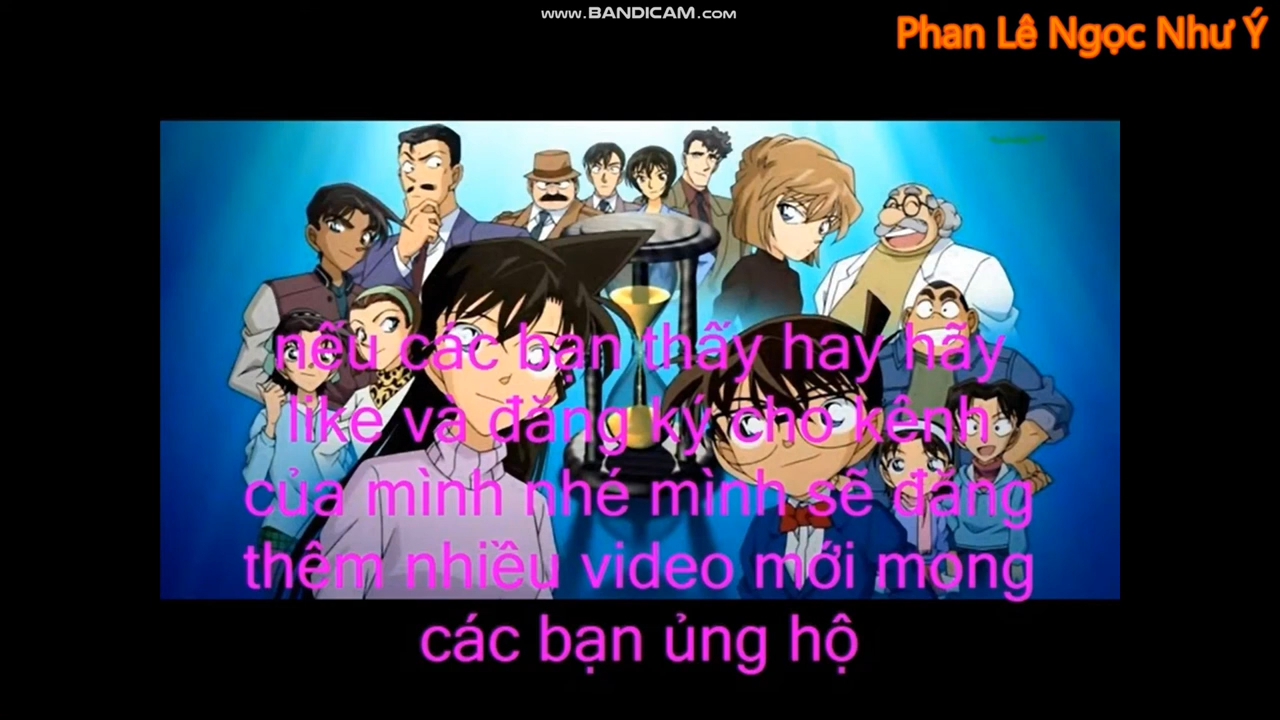 www.BANDICAM.com
Phan Lê Ngọc Như Ý
nếu các bạn thấy hay hãy
like và đăng ký cho kênh
của mình nhé mình sẽ đăng
thêm nhiều video mới mong
các bạn ủng hộ